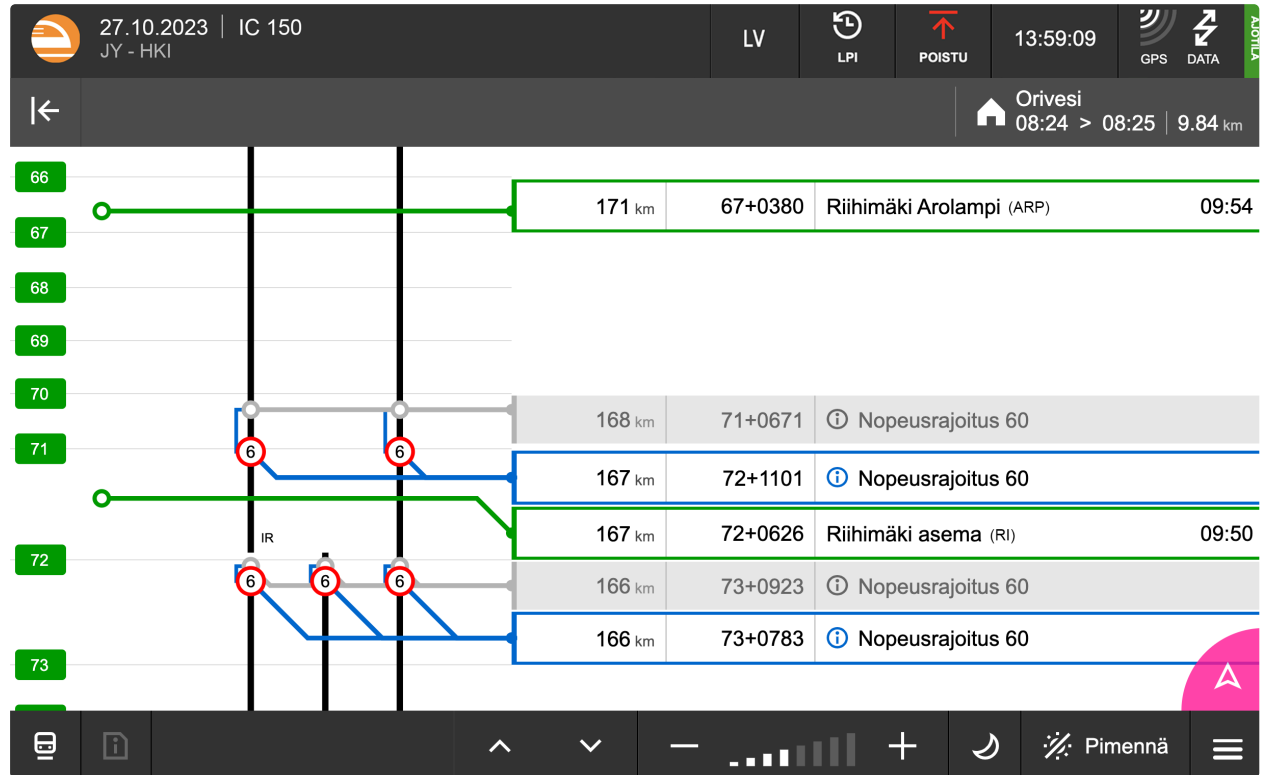 27.10.2023 IC 150
JY - HKI
LV
LPI
POISTU
13:59:09
GPS
DATA
AJOTILA
Orivesi
08:24 > 08:25 9.84 km
66
171 km 67+0380 Riihimäki Arolampi (ARP) 09:54
67
68
69
70
168 km 71+0671 Nopeusrajoitus 60
71
6 6
167 km 72+1101 Nopeusrajoitus 60
167 km 72+0626 Riihimäki asema (RI) 09:50
IR
72
6 6 6
166 km 73+0923 Nopeusrajoitus 60
166 km 73+0783 Nopeusrajoitus 60
73
Pimennä